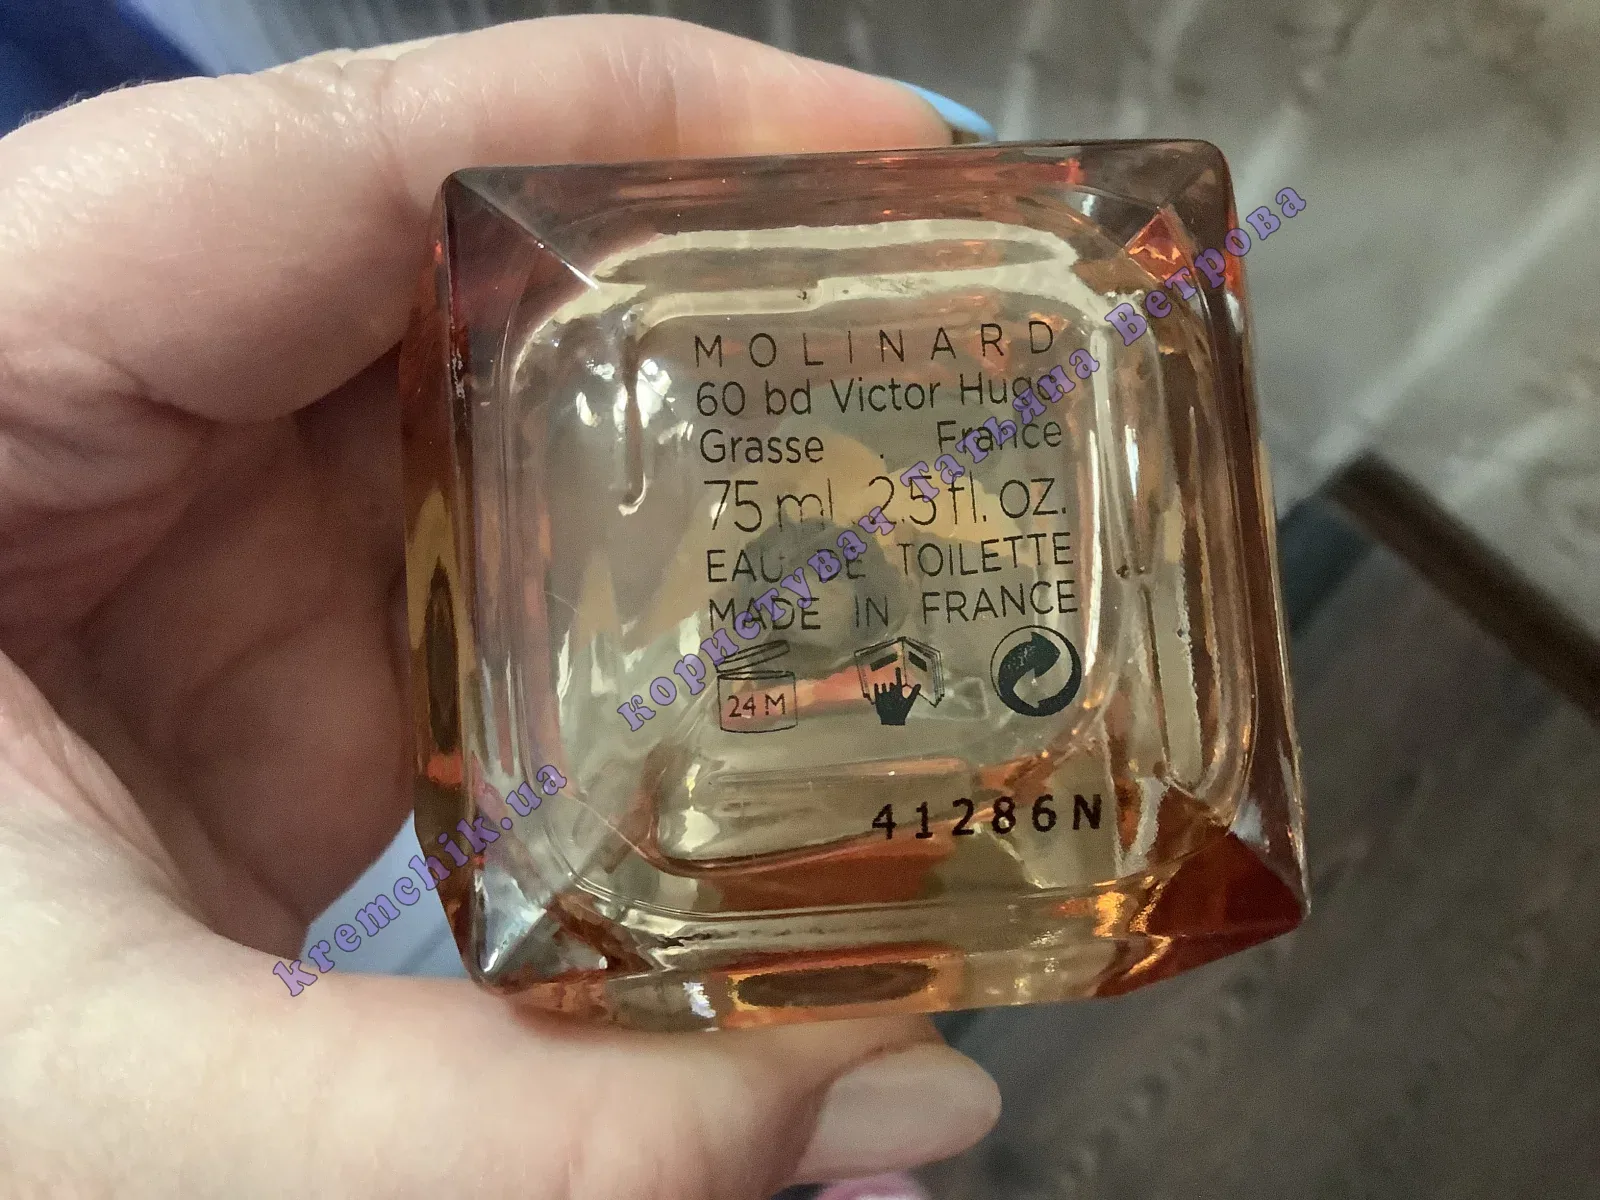 MOLINARD
60 bd Victor Hugo
Grasse . France
75 ml 2.5 fl. OZ.
EAU DE TOILETTE
MADE IN FRANCE
24 M
41286N
kremchik.ua користувач Татьяна Ветрова